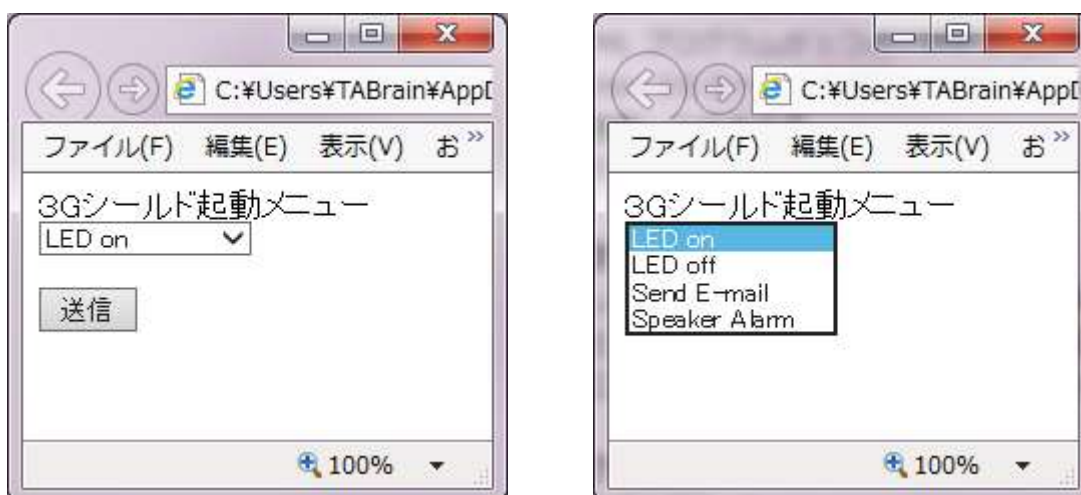 C:¥Users¥TABrain¥AppD
ファイル(F) 編集(E) 表示(V) お»
3Gシールド起動メニュー
LED on
送信
100%
C:¥Users¥TABrain¥AppD
ファイル(F) 編集(E) 表示(V) お»
3Gシールド起動メニュー
LED on
LED off
Send E-mail
Speaker Alarm
100%